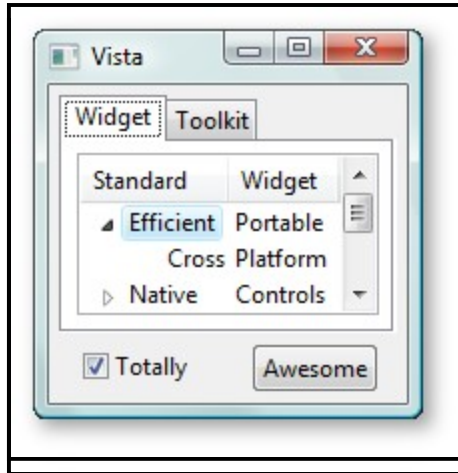 Vista
Widget Toolkit
Standard Widget
Efficient Portable
Cross Platform
Native Controls
Totally Awesome